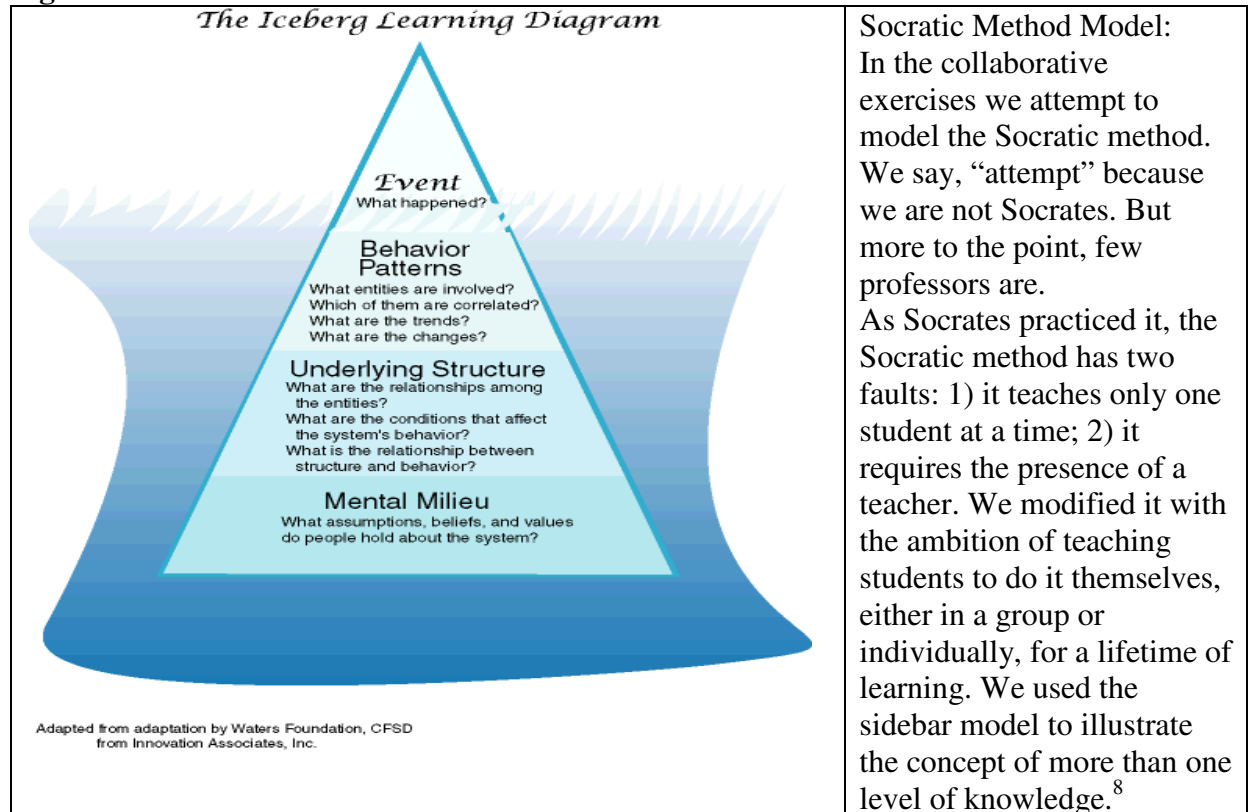 The Iceberg Learning Diagram
Event
What happened?
Behavior
Patterns
What entities are involved?
Which of them are correlated?
What are the trends?
What are the changes?
Underlying Structure
What are the relationships among
the entities?
What are the conditions that affect
the system's behavior?
What is the relationship between
structure and behavior?
Mental Milieu
What assumptions, beliefs, and values
do people hold about the system?
Adapted from adaptation by Waters Foundation, CFSD
from Innovation Associates, Inc.
Socratic Method Model:
In the collaborative
exercises we attempt to
model the Socratic method.
We say, “attempt” because
we are not Socrates. But
more to the point, few
professors are.
As Socrates practiced it, the
Socratic method has two
faults: 1) it teaches only one
student at a time; 2) it
requires the presence of a
teacher. We modified it with
the ambition of teaching
students to do it themselves,
either in a group or
individually, for a lifetime of
learning. We used the
sidebar model to illustrate
the concept of more than one
level of knowledge.⁸